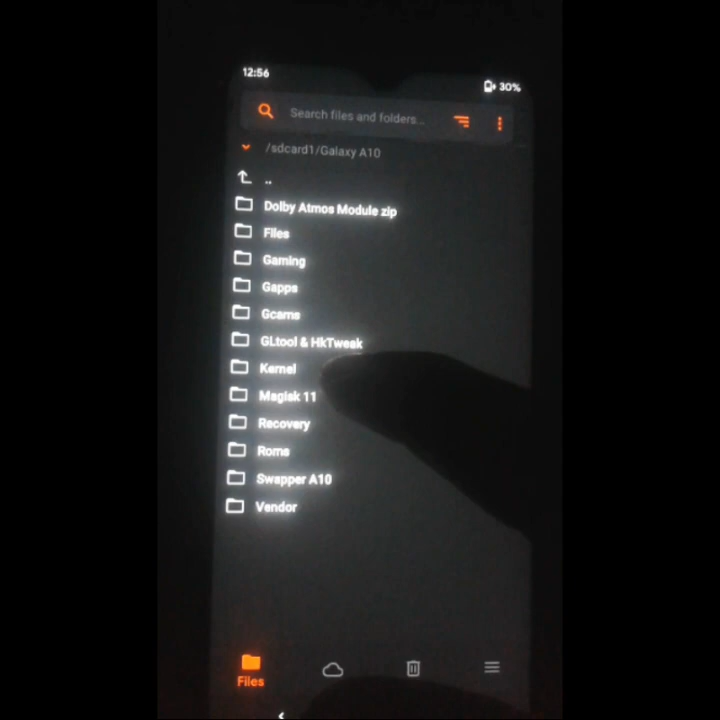 12:56
30%
Search files and folders...
/sdcard1/Galaxy A10
..
Dolby Atmos Module zip
Files
Gaming
Gapps
Gcams
GLtool & HkTweak
Kernel
Magisk 11
Recovery
Roms
Swapper A10
Vendor
Files